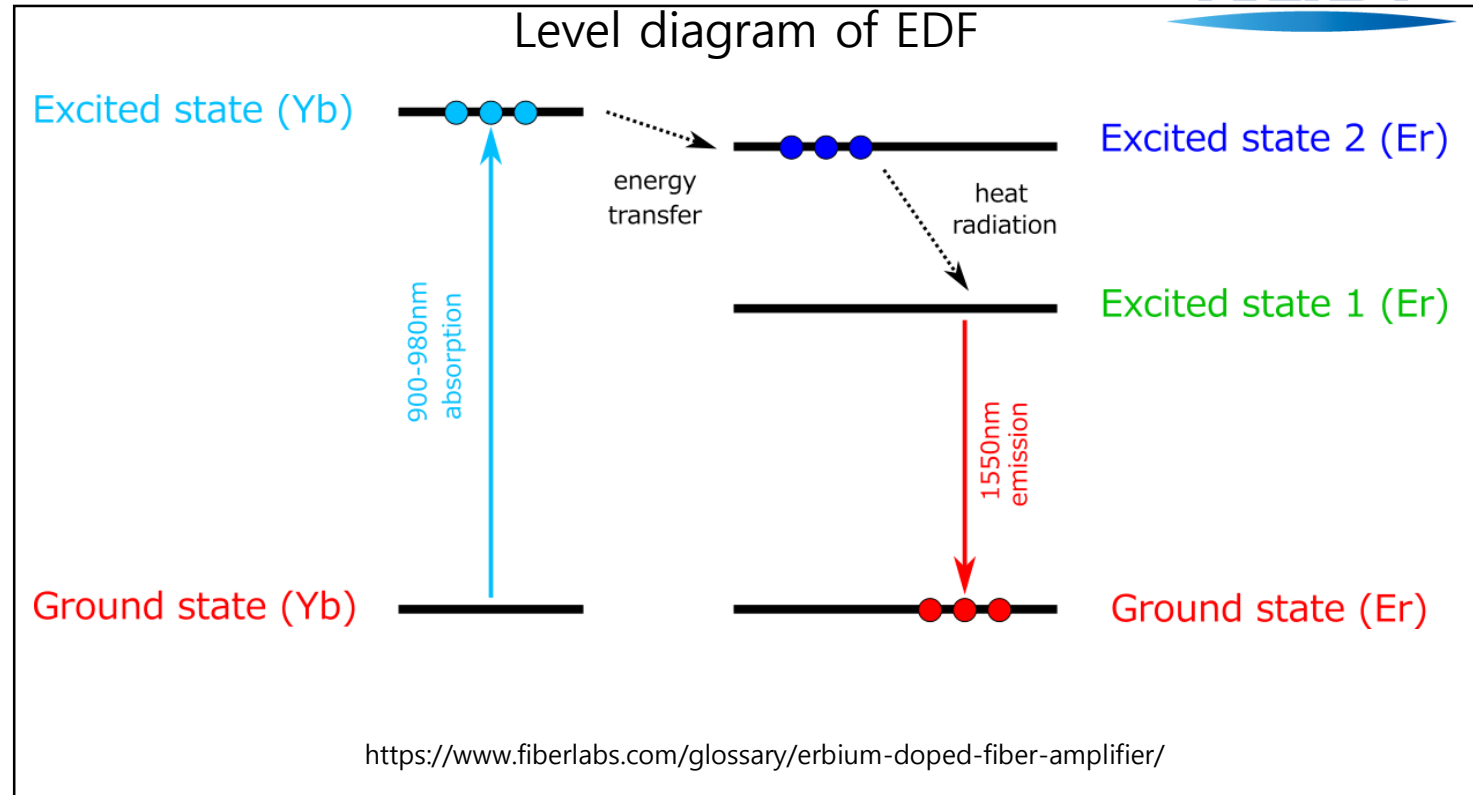 Level diagram of EDF
Excited state (Yb)
Excited state 2 (Er)
energy
transfer
heat
radiation
900-980nm
absorption
Excited state 1 (Er)
1550nm
emission
Ground state (Yb)
Ground state (Er)
https://www.fiberlabs.com/glossary/erbium-doped-fiber-amplifier/